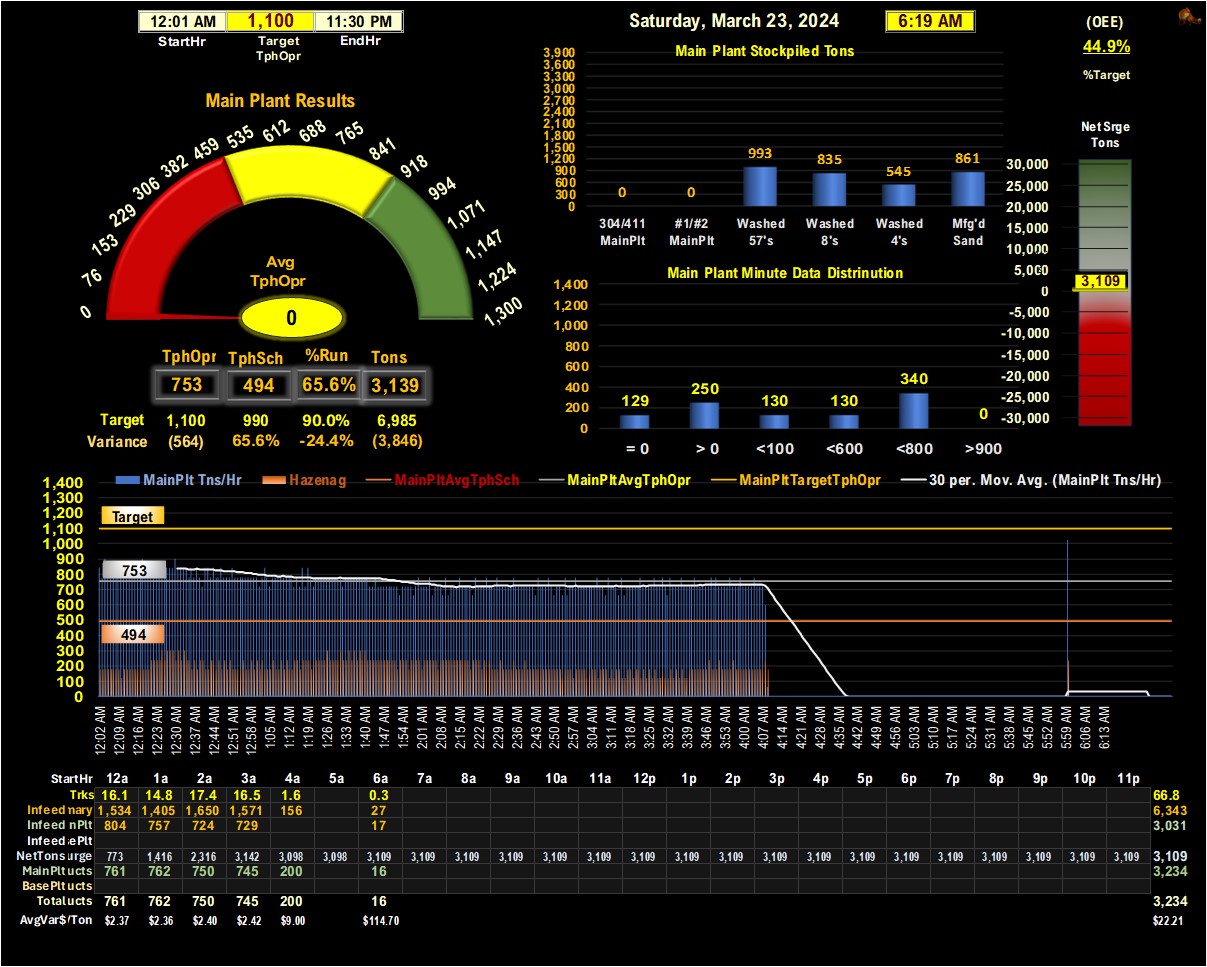 12:01 AM 1,100 11:30 PM
StartHr Target TphOpr EndHr
Saturday, March 23, 2024 6:19 AM
(OEE)
44.9%
%Target
Main Plant Results
0 76 153 229 306 382 459 535 612 688 765 841 918 994 1,071 1,147 1,224 1,300
Avg
TphOpr
0
TphOpr TphSch %Run Tons
753 494 65.6% 3,139
Target 1,100 990 90.0% 6,985
Variance (564) 65.6% -24.4% (3,846)
Main Plant Stockpiled Tons
3,900
3,600
3,300
3,000
2,700
2,400
2,100
1,800
1,500
1,200
900
600
300
0
0 0 993 835 545 861
304/411 #1/#2 Washed Washed Washed Mfg'd
MainPlt MainPlt 57's 8's 4's Sand
Main Plant Minute Data Distrinution
1,400
1,200
1,000
800
600
400
200
0
129 250 130 130 340 0
= 0 > 0 <100 <600 <800 >900
Net Srge
Tons
30,000
25,000
20,000
15,000
10,000
5,000
3,109
0
-5,000
-10,000
-15,000
-20,000
-25,000
-30,000
MainPlt Tns/Hr Hazenag MainPltAvgTphSch MainPltAvgTphOpr MainPltTargetTphOpr 30 per. Mov. Avg. (MainPlt Tns/Hr)
1,400
1,300
1,200
1,100
1,000
900
800
700
600
500
400
300
200
100
0
Target
753
494
12:02 AM 12:09 AM 12:16 AM 12:23 AM 12:30 AM 12:37 AM 12:44 AM 12:51 AM 12:58 AM 1:05 AM 1:12 AM 1:19 AM 1:26 AM 1:33 AM 1:40 AM 1:47 AM 1:54 AM 2:01 AM 2:08 AM 2:15 AM 2:22 AM 2:29 AM 2:36 AM 2:43 AM 2:50 AM 2:57 AM 3:04 AM 3:11 AM 3:18 AM 3:25 AM 3:32 AM 3:39 AM 3:46 AM 3:53 AM 4:00 AM 4:07 AM 4:14 AM 4:21 AM 4:28 AM 4:35 AM 4:42 AM 4:49 AM 4:56 AM 5:03 AM 5:10 AM 5:17 AM 5:24 AM 5:31 AM 5:38 AM 5:45 AM 5:52 AM 5:59 AM 6:06 AM 6:13 AM
StartHr 12a 1a 2a 3a 4a 5a 6a 7a 8a 9a 10a 11a 12p 1p 2p 3p 4p 5p 6p 7p 8p 9p 10p 11p
Trks 16.1 14.8 17.4 16.5 1.6 0.3 66.8
Infeed nary 1,534 1,405 1,650 1,571 156 27 6,343
Infeed nPlt 804 757 724 729 17 3,031
Infeed ePlt
NetTons urge 773 1,416 2,316 3,142 3,098 3,098 3,109 3,109 3,109 3,109 3,109 3,109 3,109 3,109 3,109 3,109 3,109 3,109 3,109 3,109 3,109 3,109 3,109 3,109 3,109
MainPlt ucts 761 762 750 745 200 16 3,234
BasePlt ucts
Total ucts 761 762 750 745 200 16 3,234
AvgVar$/Ton $2.37 $2.36 $2.40 $2.42 $9.00 $114.70 $22.21